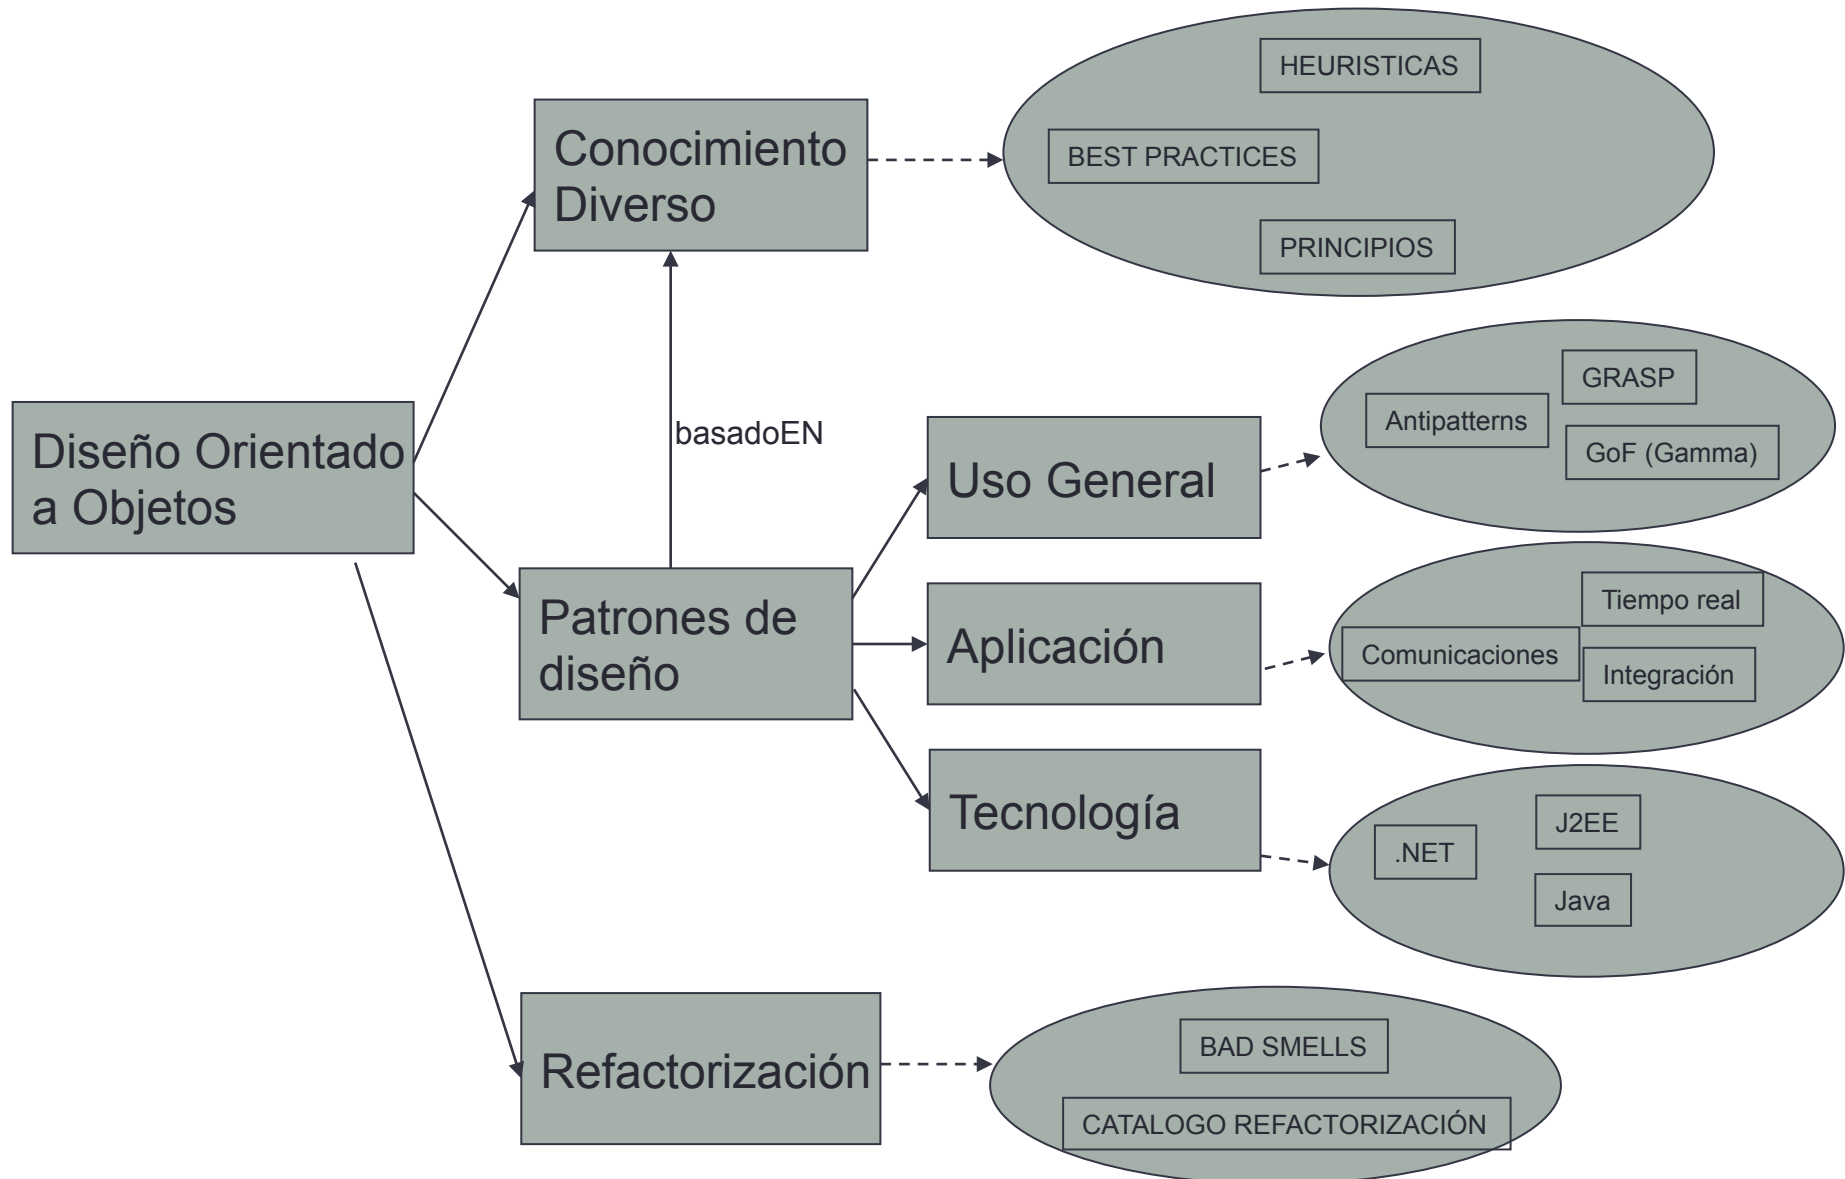 HEURISTICAS
Conocimiento
Diverso
BEST PRACTICES
PRINCIPIOS
Diseño Orientado
a Objetos
basadoEN
Uso General
GRASP
Antipatterns
GoF (Gamma)
Patrones de
diseño
Aplicación
Tiempo real
Comunicaciones
Integración
Tecnología
J2EE
.NET
Java
Refactorización
BAD SMELLS
CATALOGO REFACTORIZACIÓN